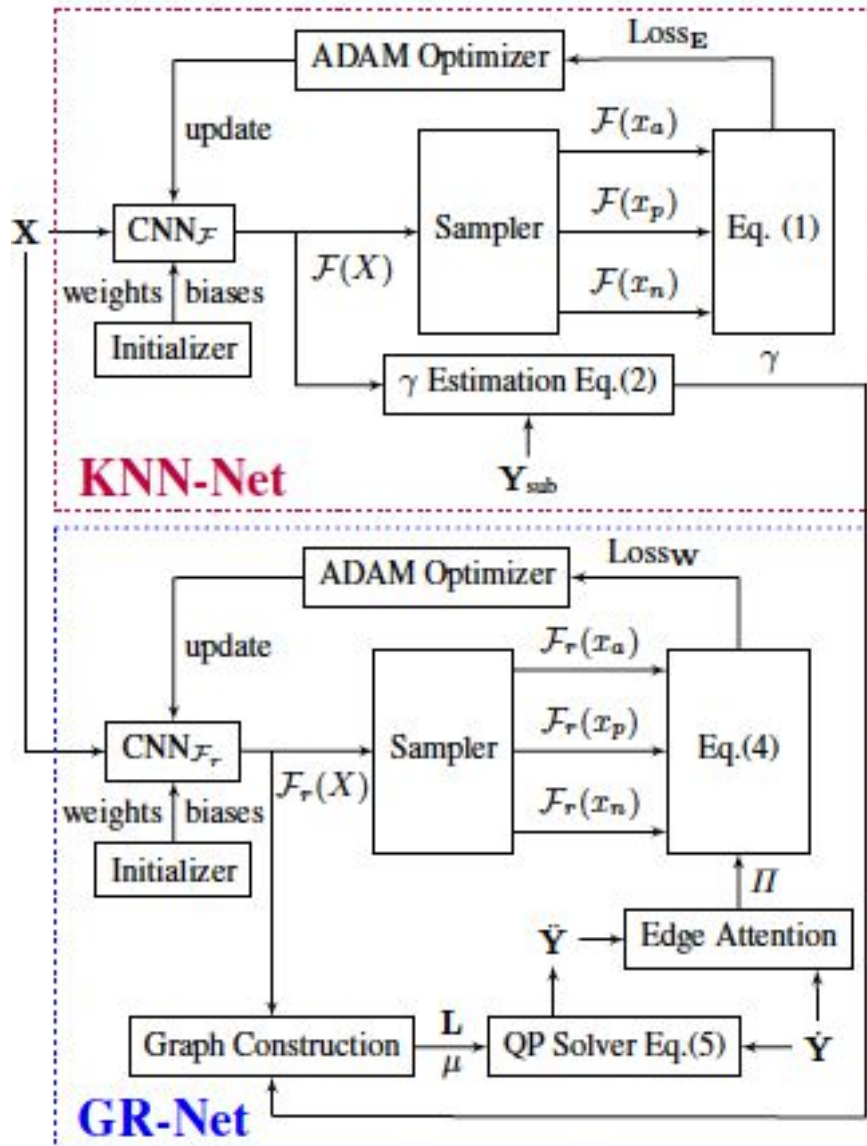 Loss_E
ADAM Optimizer
update
F(x_a)
X
CNN_F
F(X)
Sampler
F(x_p)
Eq. (1)
F(x_n)
weights biases
Initializer
γ
γ Estimation Eq.(2)
Y_sub
KNN-Net
Loss_W
ADAM Optimizer
update
F_r(x_a)
CNN_{F_r}
F_r(X)
Sampler
F_r(x_p)
Eq.(4)
F_r(x_n)
weights biases
Initializer
Π
Ÿ
Edge Attention
Graph Construction
L
μ
QP Solver Eq.(5)
Ẏ
GR-Net